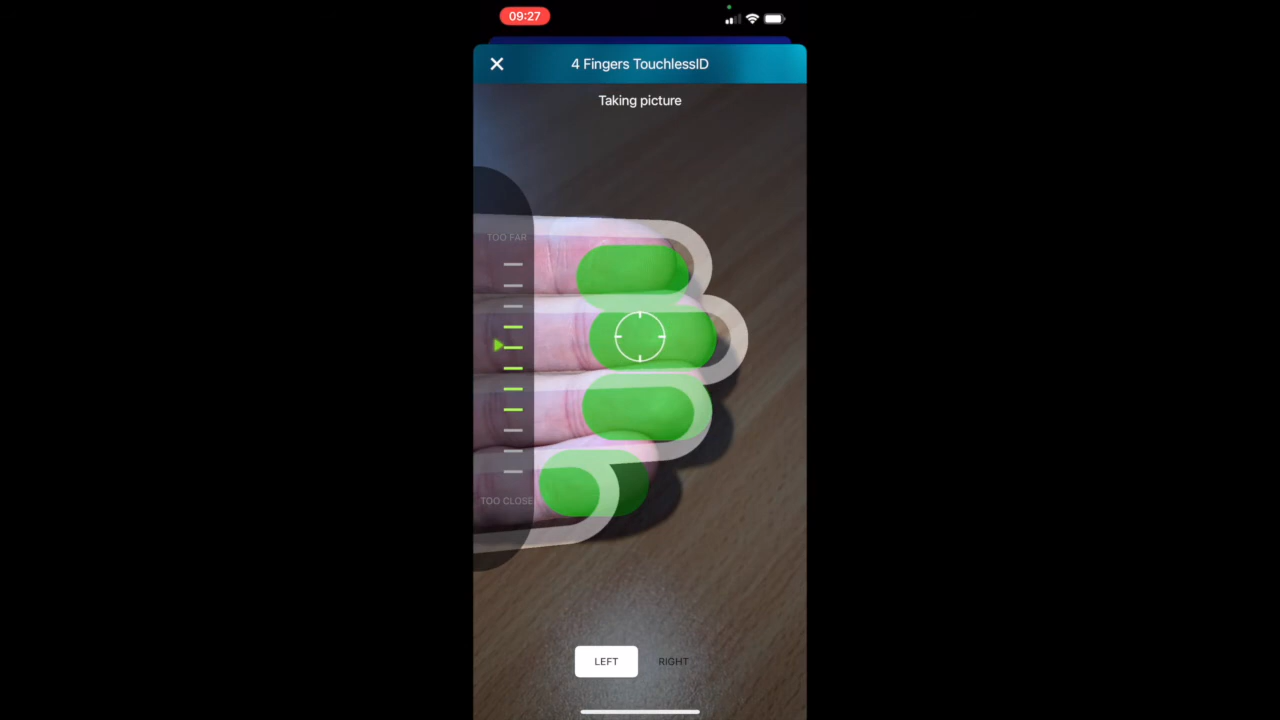 09:27
4 Fingers TouchlessID
Taking picture
TOO FAR
TOO CLOSE
LEFT
RIGHT